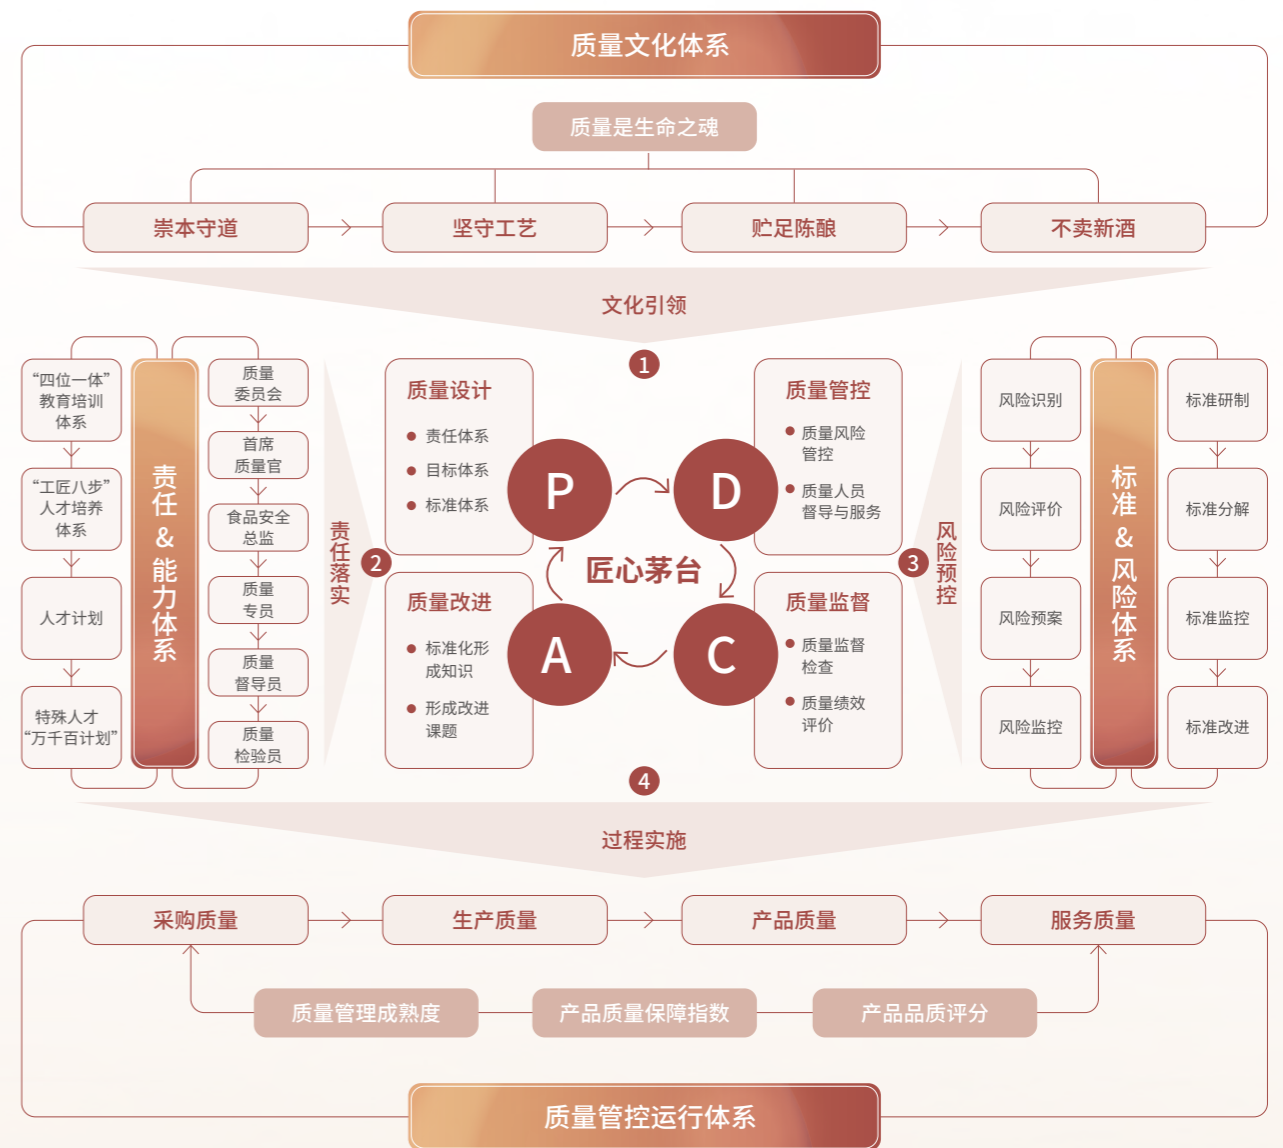 质量文化体系
质量是生命之魂
崇本守道
坚守工艺
贮足陈酿
不卖新酒
文化引领
“四位一体”
教育培训
体系
“工匠八步”
人才培养
体系
人才计划
特殊人才
“万千百计划”
责任&能力体系
质量
委员会
首席
质量官
食品安全
总监
质量
专员
质量
督导员
质量
检验员
责任落实
1
2
3
4
质量设计
责任体系
目标体系
标准体系
P
质量管控
质量风险
管控
质量人员
督导与服务
D
匠心茅台
质量改进
标准化形
成知识
形成改进
课题
A
质量监督
质量监督
检查
质量绩效
评价
C
风险预控
风险识别
风险评价
风险预案
风险监控
标准&风险体系
标准研制
标准分解
标准监控
标准改进
过程实施
采购质量
生产质量
产品质量
服务质量
质量管理成熟度
产品质量保障指数
产品品质评分
质量管控运行体系